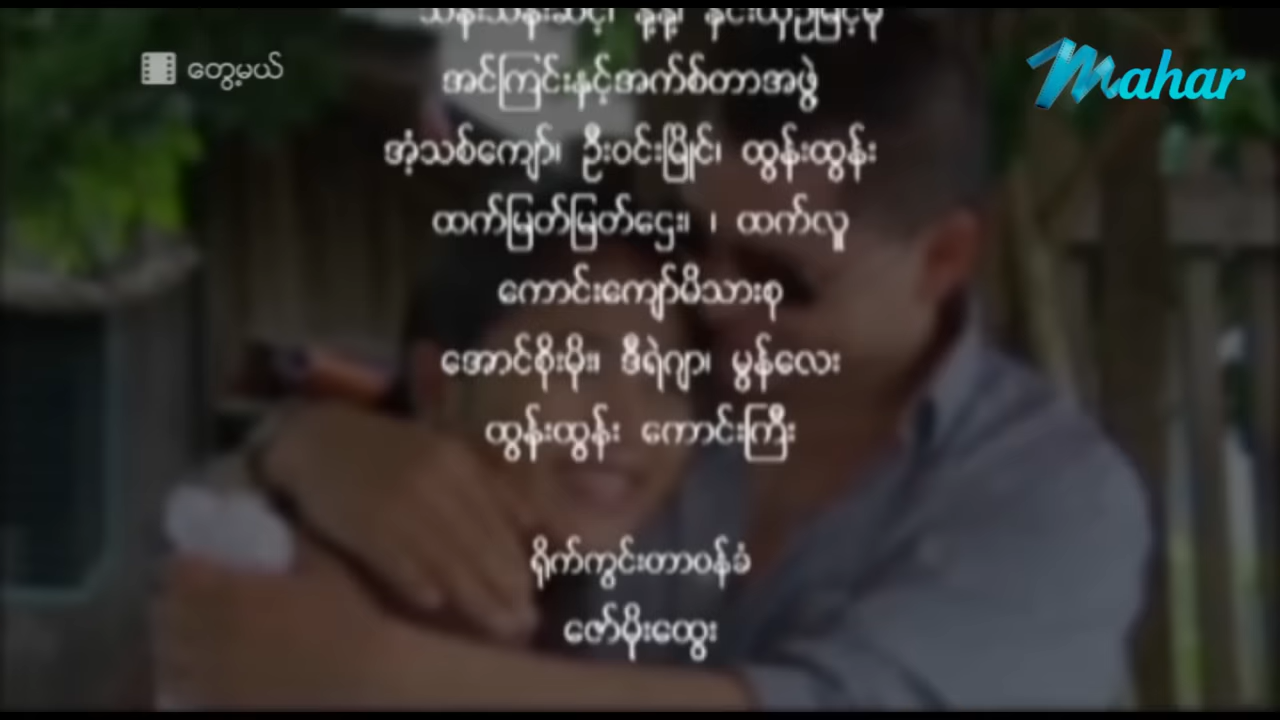 တွေ့မယ်
Mahar
အင်ကြင်းနှင့်အက်စ်တာအဖွဲ့
အံ့သစ်ကျော်၊ ဦးဝင်းမြိုင်၊ ထွန်းထွန်း
ထက်မြတ်မြတ်ဌေး၊ ၊ ထက်လူ
ကောင်းကျော်မိသားစု
အောင်စိုးမိုး၊ ဒီရဲဂျာ၊ မွန်လေး
ထွန်းထွန်း ကောင်းကြီး
ရိုက်ကွင်းတာဝန်ခံ
ဇော်မိုးထွေး